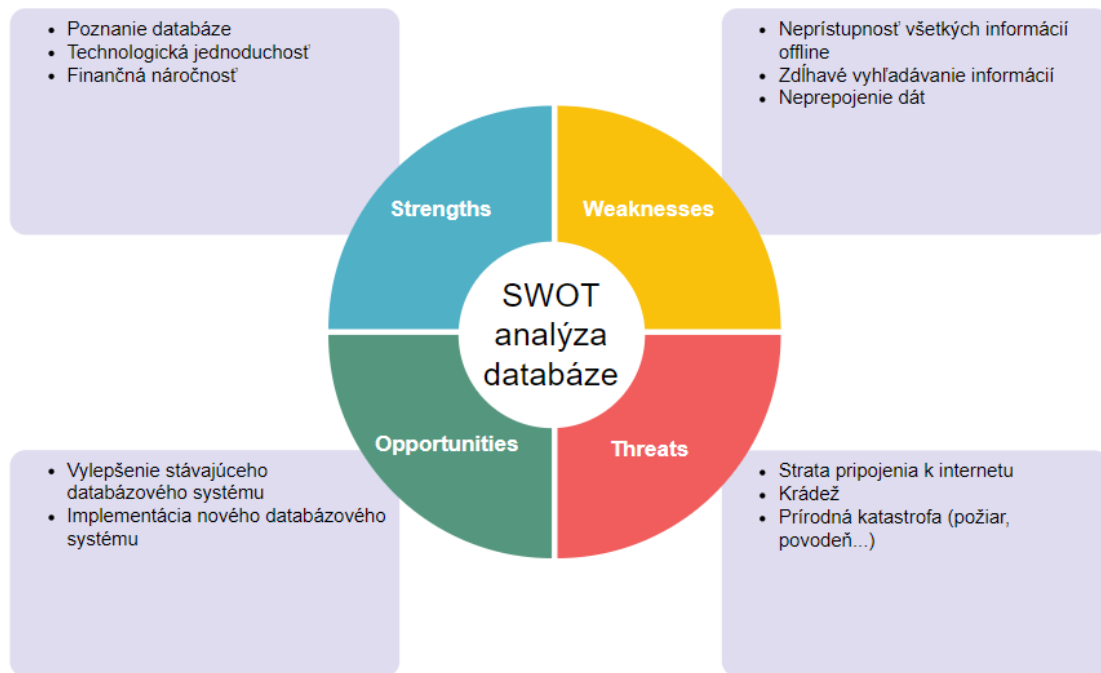 • Poznanie databáze
• Technologická jednoduchosť
• Finančná náročnosť
• Neprístupnosť všetkých informácií
offline
• Zdĺhavé vyhľadávanie informácií
• Neprepojenie dát
Strengths
Weaknesses
SWOT
analýza
databáze
Opportunities
Threats
• Vylepšenie stávajúceho
databázového systému
• Implementácia nového databázového
systému
• Strata pripojenia k internetu
• Krádež
• Prírodná katastrofa (požiar,
povodeň...)